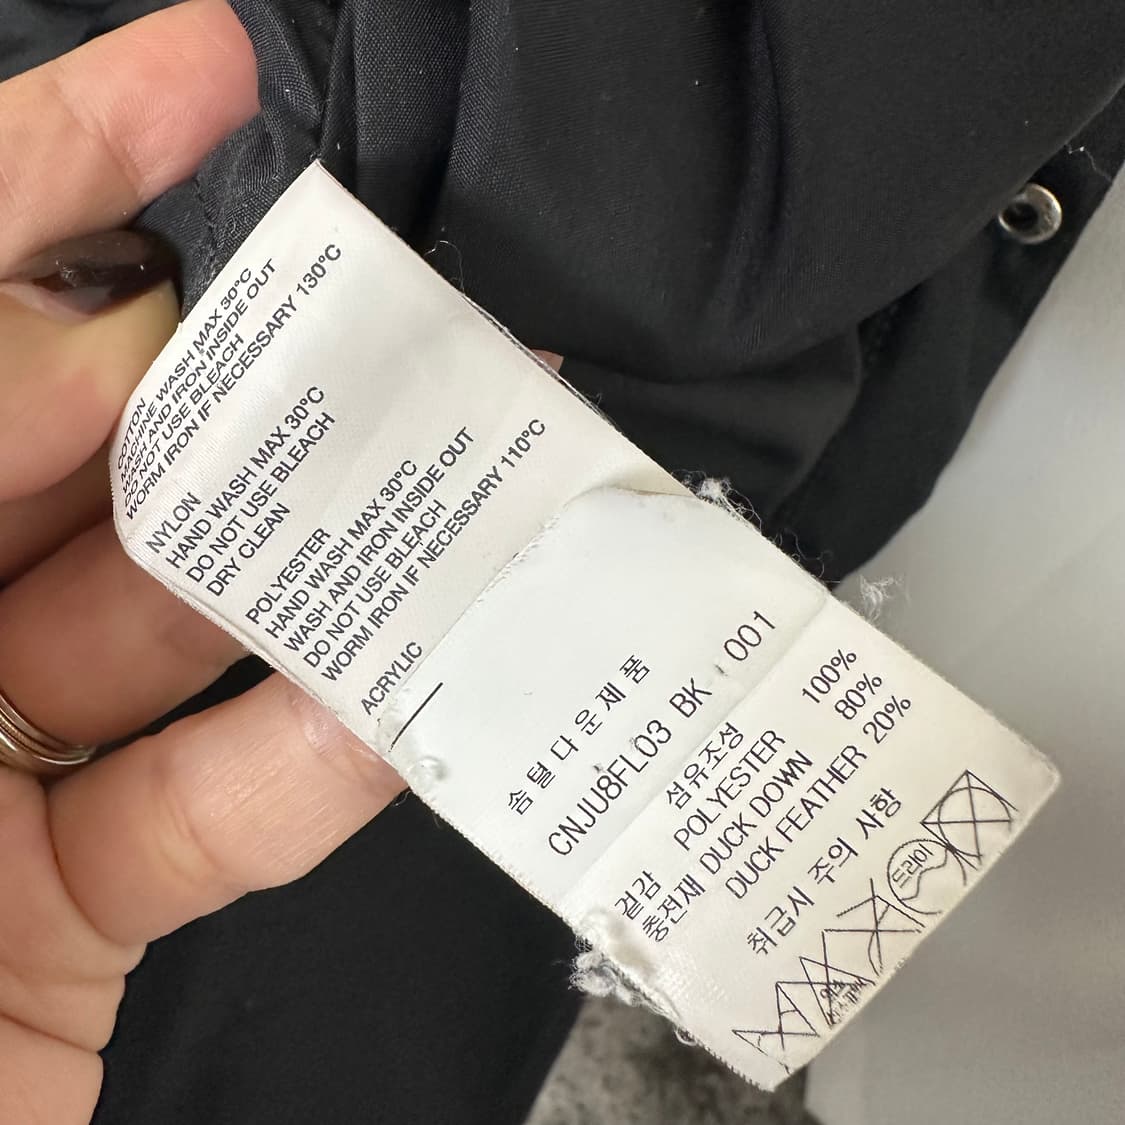 COTTON
MACHINE WASH MAX 30°C
WASH AND IRON INSIDE OUT
DO NOT USE BLEACH
WORM IRON IF NECESSARY 130°C
NYLON
HAND WASH MAX 30°C
DO NOT USE BLEACH
DRY CLEAN
POLYESTER
HAND WASH MAX 30°C
WASH AND IRON INSIDE OUT
DO NOT USE BLEACH
WORM IRON IF NECESSARY 110°C
ACRYLIC
솜털 다운 제품
CNJU8FL03 BK 001
섬유조성
겉감 POLYESTER 100%
충전재 DUCK DOWN 80%
DUCK FEATHER 20%
취급시 주의 사항
드라이